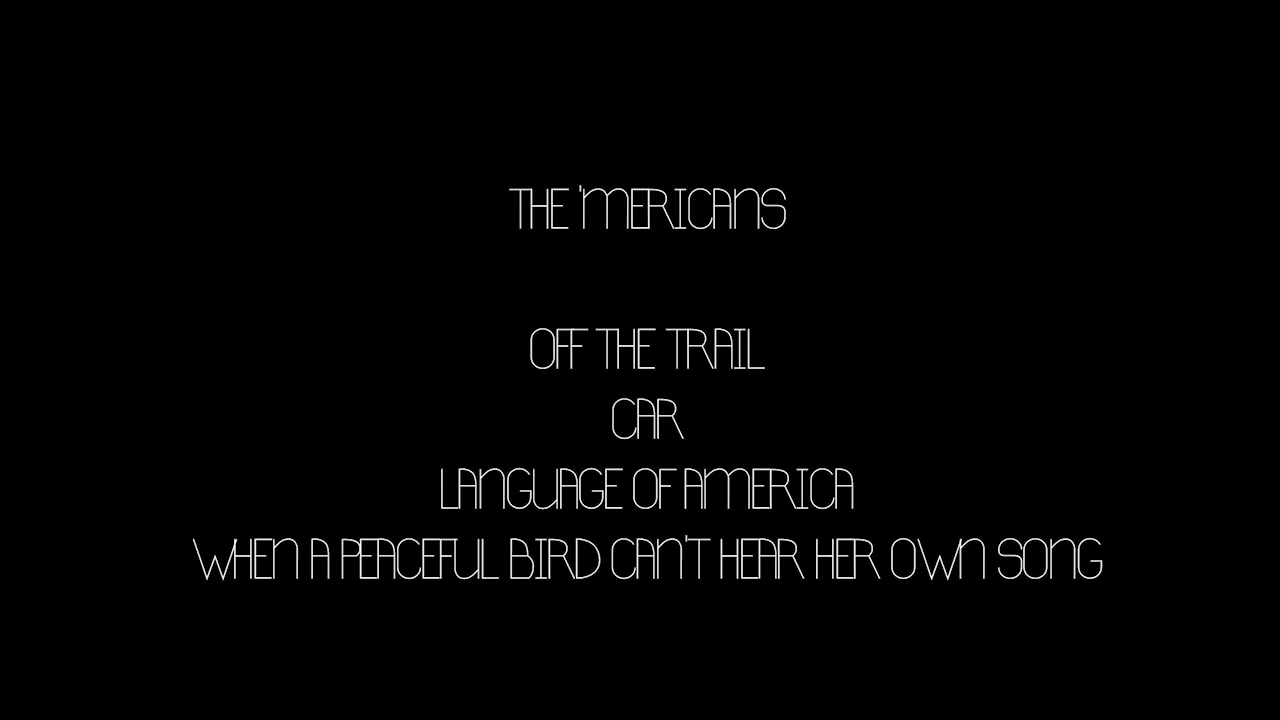 THE 'MERICANS
OFF THE TRAIL
CAR
LANGUAGE OF AMERICA
WHEN A PEACEFUL BIRD CAN'T HEAR HER OWN SONG